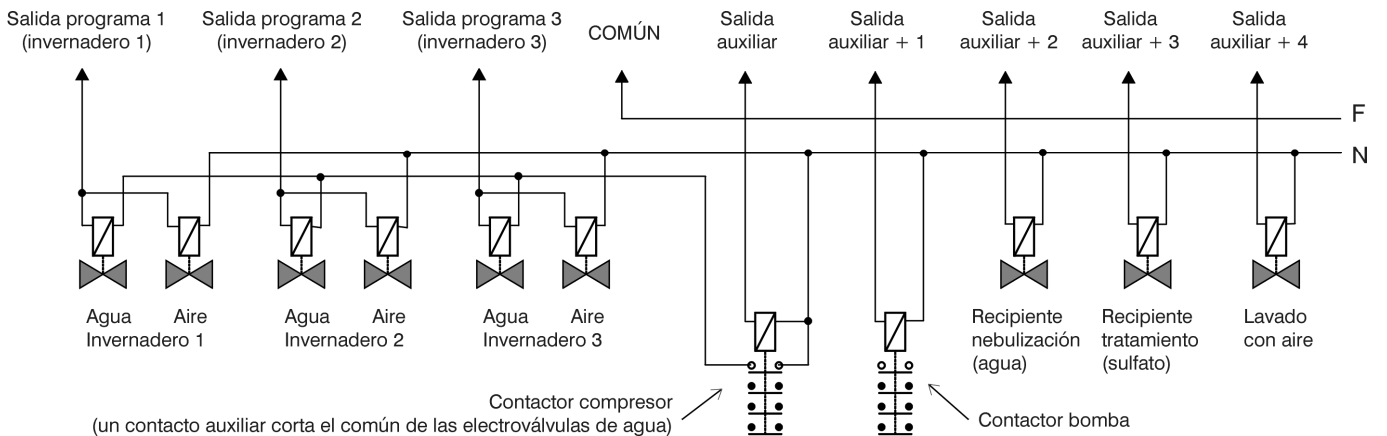 Salida programa 1
(invernadero 1)
Salida programa 2
(invernadero 2)
Salida programa 3
(invernadero 3)
COMÚN
Salida
auxiliar
Salida
auxiliar + 1
Salida
auxiliar + 2
Salida
auxiliar + 3
Salida
auxiliar + 4
F
N
Agua Aire
Invernadero 1
Agua Aire
Invernadero 2
Agua Aire
Invernadero 3
Recipiente
nebulización
(agua)
Recipiente
tratamiento
(sulfato)
Lavado
con aire
Contactor compresor
(un contacto auxiliar corta el común de las electroválvulas de agua)
Contactor bomba